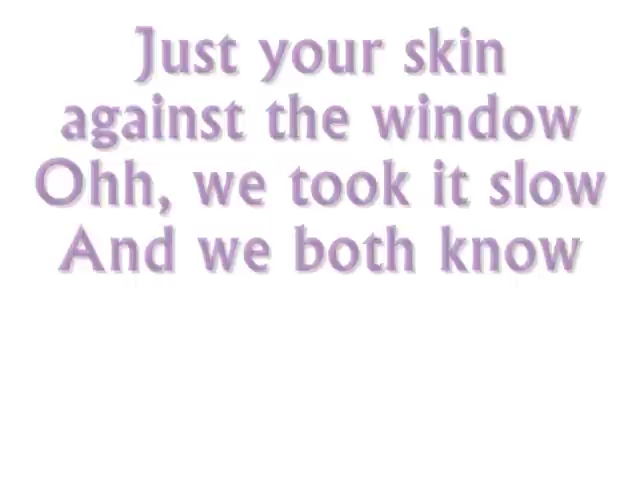 Just your skin
against the window
Ohh, we took it slow
And we both know